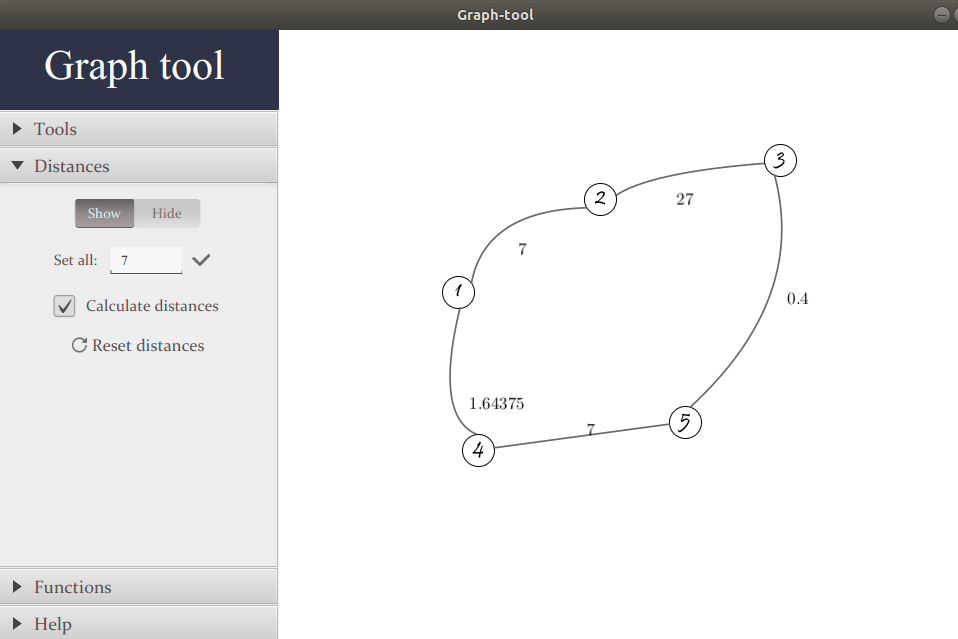 Graph-tool
Graph tool
Tools
Distances
Show Hide
Set all: 7
Calculate distances
Reset distances
Functions
Help
3
2
27
7
1
0.4
1.64375
7
5
4